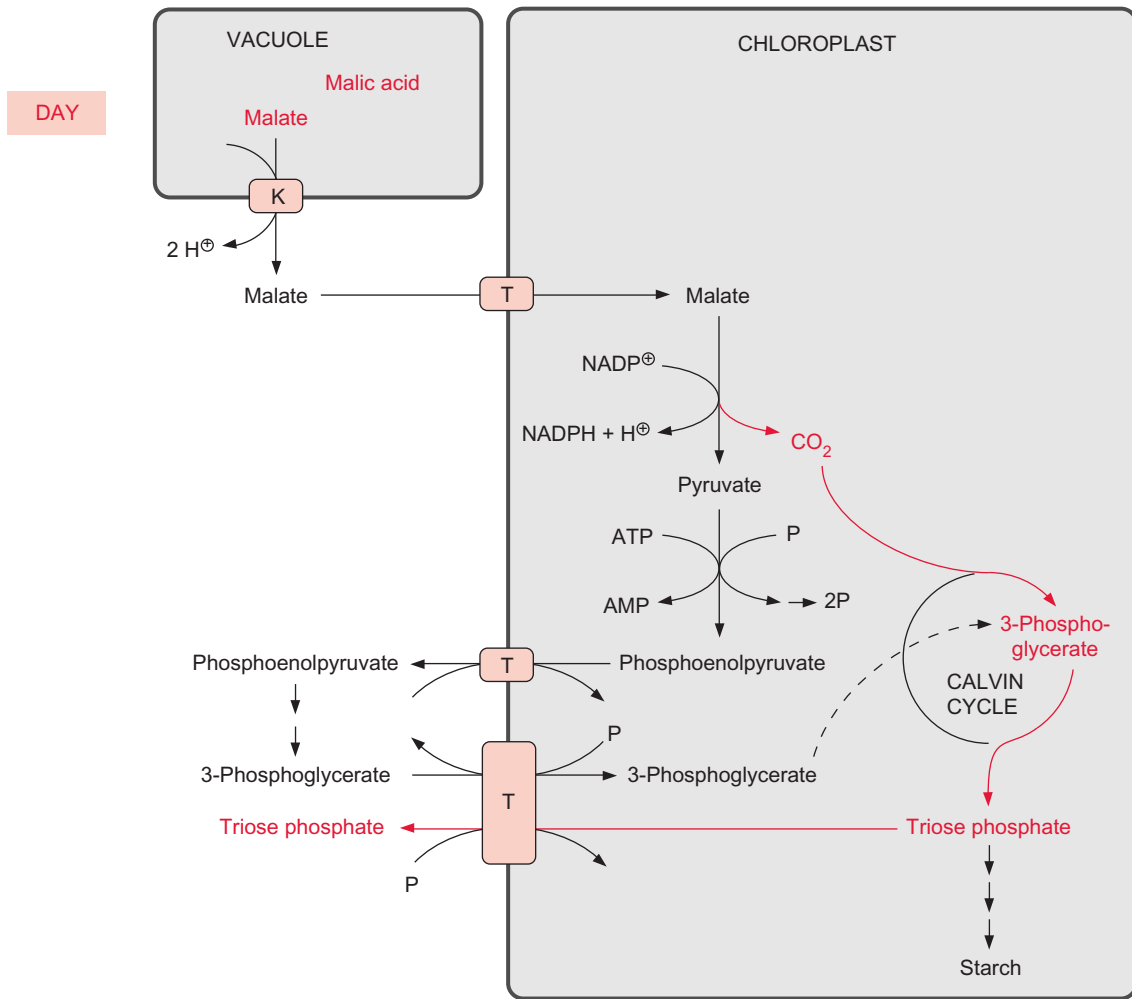 VACUOLE
CHLOROPLAST
Malic acid
DAY
Malate
K
2 H⊕
Malate
T
Malate
NADP⊕
NADPH + H⊕
CO₂
Pyruvate
ATP
P
AMP
2P
3-Phospho-
glycerate
Phosphoenolpyruvate
T
Phosphoenolpyruvate
CALVIN
CYCLE
P
3-Phosphoglycerate
T
3-Phosphoglycerate
Triose phosphate
Triose phosphate
P
Starch